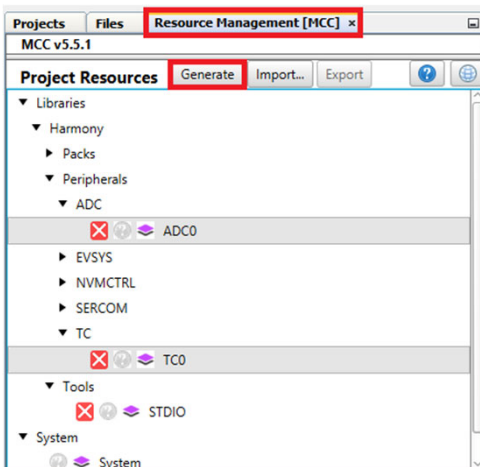 Projects Files Resource Management [MCC] ×
MCC v5.5.1
Project Resources Generate Import... Export ?
Libraries
Harmony
Packs
Peripherals
ADC
ADC0
EVSYS
NVMCTRL
SERCOM
TC
TC0
Tools
STDIO
System
System